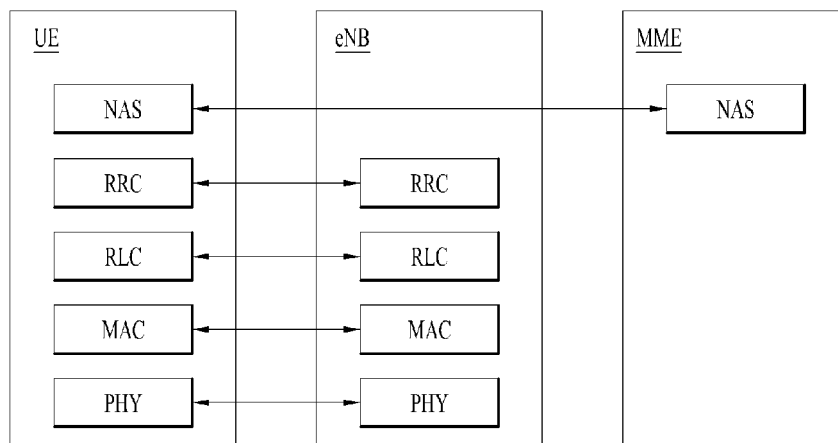 UE eNB MME
NAS NAS
RRC RRC
RLC RLC
MAC MAC
PHY PHY